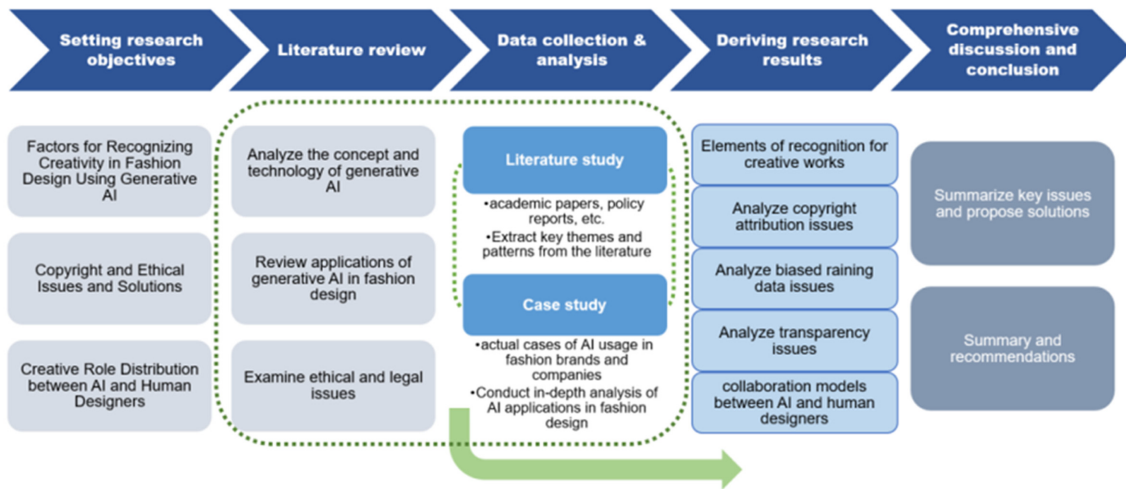 Setting research
objectives
Literature review
Data collection &
analysis
Deriving research
results
Comprehensive
discussion and
conclusion
Factors for Recognizing
Creativity in Fashion
Design Using Generative
AI
Copyright and Ethical
Issues and Solutions
Creative Role Distribution
between AI and Human
Designers
Analyze the concept and
technology of generative
AI
Review applications of
generative AI in fashion
design
Examine ethical and legal
issues
Literature study
•academic papers, policy
reports, etc.
•Extract key themes and
patterns from the literature
Case study
•actual cases of AI usage in
fashion brands and
companies
•Conduct in-depth analysis of
AI applications in fashion
design
Elements of recognition for
creative works
Analyze copyright
attribution issues
Analyze biased raining
data issues
Analyze transparency
issues
collaboration models
between AI and human
designers
Summarize key issues
and propose solutions
Summary and
recommendations